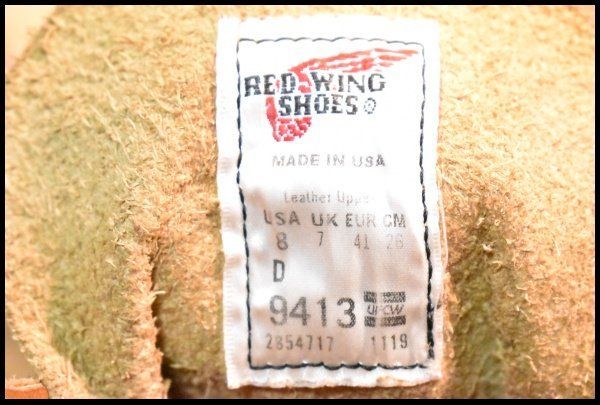 RED WING
SHOES®
MADE IN USA
Leather Upper
USA UK EUR CM
8 7 41 26
D
9413 UFCW
2854717 1119